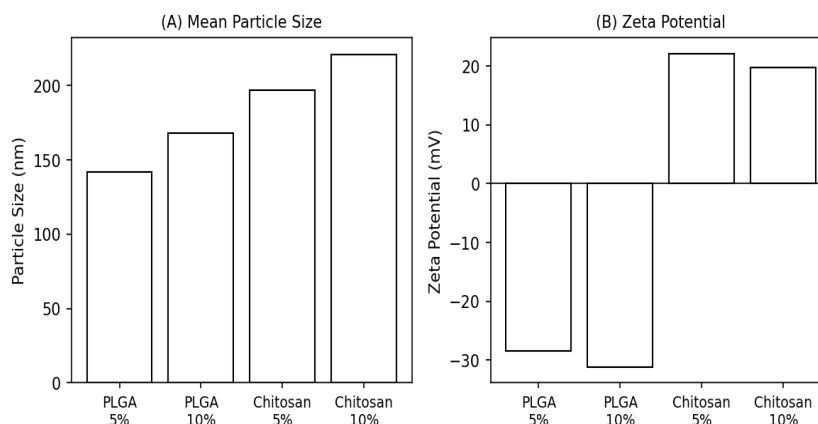 (A) Mean Particle Size
Particle Size (nm)
200
150
100
50
0
PLGA
5%
PLGA
10%
Chitosan
5%
Chitosan
10%
(B) Zeta Potential
Zeta Potential (mV)
20
10
0
−10
−20
−30
PLGA
5%
PLGA
10%
Chitosan
5%
Chitosan
10%